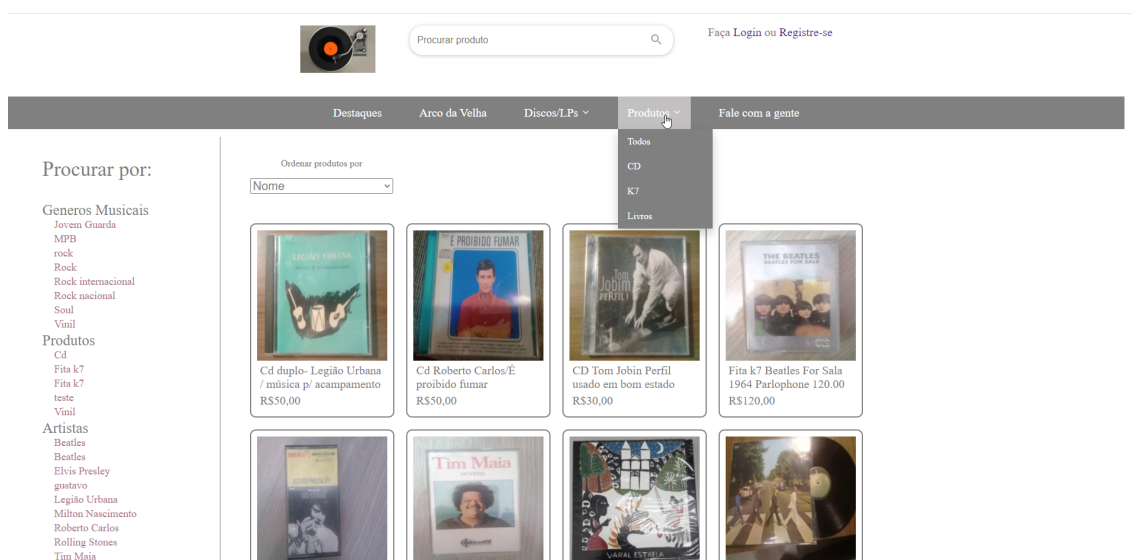 Procurar produto
Faça Login ou Registre-se
Destaques
Arco da Velha
Discos/LPs
Produtos
Fale com a gente
Todos
CD
K7
Livros
Procurar por:
Generos Musicais
Jovem Guarda
MPB
rock
Rock
Rock internacional
Rock nacional
Soul
Vinil
Produtos
Cd
Fita k7
Fita k7
teste
Vinil
Artistas
Beatles
Beatles
Elvis Presley
gustavo
Legião Urbana
Milton Nascimento
Roberto Carlos
Rolling Stones
Tim Maia
Ordenar produtos por
Nome
LEGIÃO URBANA
Cd duplo- Legião Urbana
/ música p/ acampamento
R$50,00
É PROIBIDO FUMAR
Cd Roberto Carlos/É
proibido fumar
R$50,00
Tom
Jobim
PERFIL
CD Tom Jobin Perfil
usado em bom estado
R$30,00
THE BEATLES
BEATLES FOR SALE
Fita k7 Beatles For Sala
1964 Parlophone 120.00
R$120,00
Tim Maia
VARAL ESTRELA